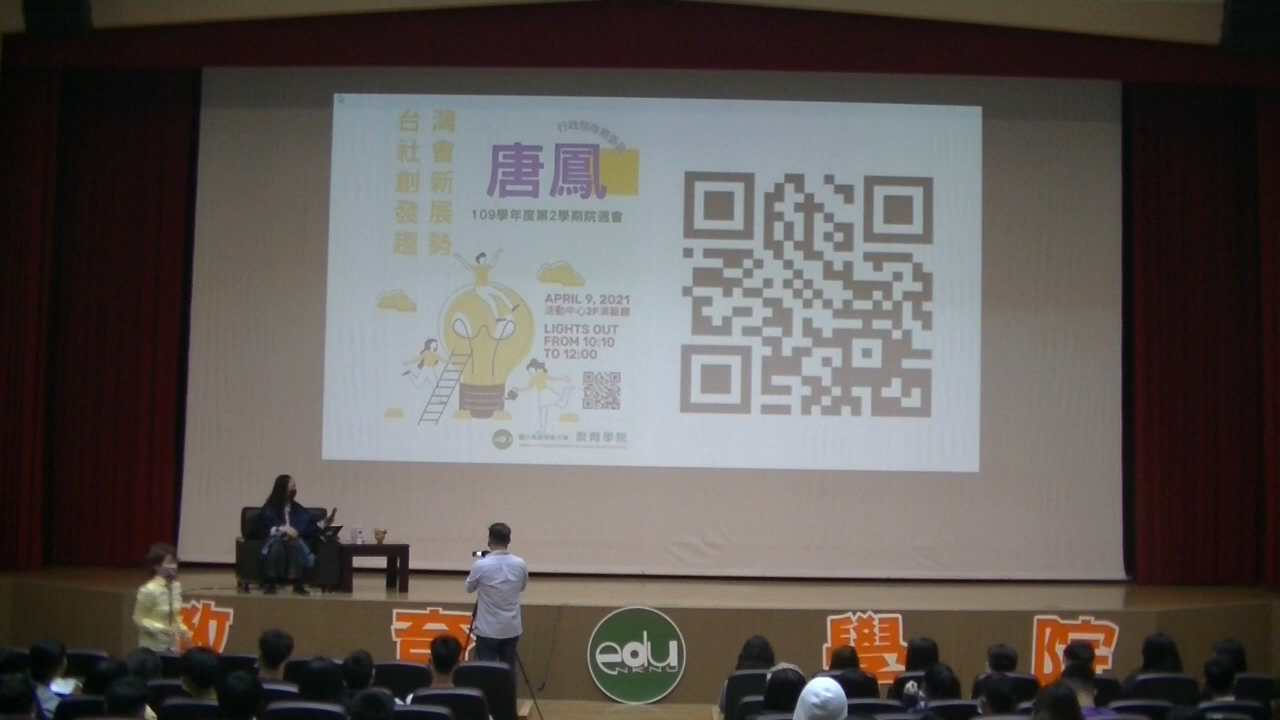 台灣
社會
創新
發展
趨勢
行政院政務委員
唐鳳
109學年度第2學期院週會
APRIL 9, 2021
活動中心2F演藝廳
LIGHTS OUT
FROM 10:10
TO 12:00
教育學院
教育學院
edu
NKNU